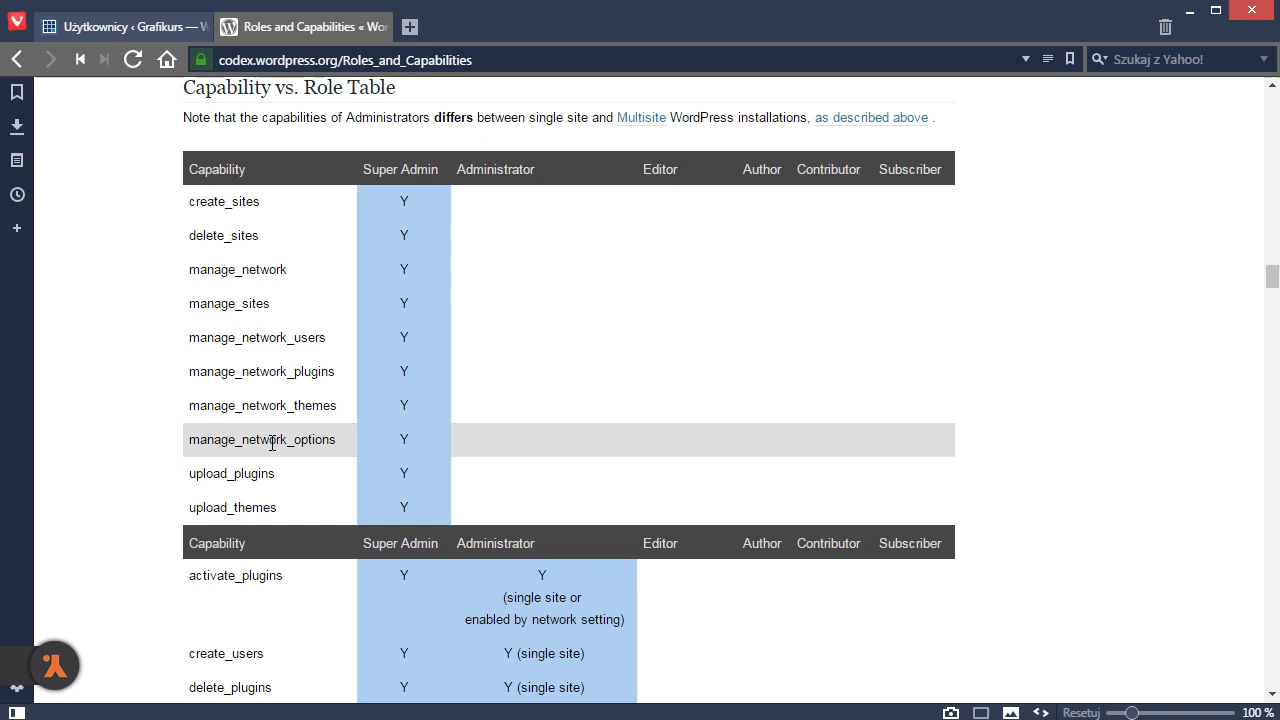 Użytkownicy ‹ Grafikurs — W
Roles and Capabilities « Wo
codex.wordpress.org/Roles_and_Capabilities
Szukaj z Yahoo!
Capability vs. Role Table
Note that the capabilities of Administrators differs between single site and Multisite WordPress installations, as described above .
Capability Super Admin Administrator Editor Author Contributor Subscriber
create_sites Y
delete_sites Y
manage_network Y
manage_sites Y
manage_network_users Y
manage_network_plugins Y
manage_network_themes Y
manage_network_options Y
upload_plugins Y
upload_themes Y
Capability Super Admin Administrator Editor Author Contributor Subscriber
activate_plugins Y Y
(single site or
enabled by network setting)
create_users Y Y (single site)
delete_plugins Y Y (single site)
Resetuj 100 %